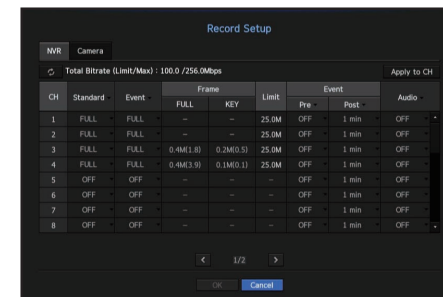 Record Setup
NVR Camera
Total Bitrate (Limit/Max) : 100.0 /256.0Mbps Apply to CH
CH Standard Event Frame Limit Event Audio
FULL KEY Pre Post
1 FULL FULL – – 25.0M OFF 1 min OFF
2 FULL FULL – – 25.0M OFF 1 min OFF
3 FULL FULL 0.4M(1.8) 0.2M(0.5) 25.0M OFF 1 min OFF
4 FULL FULL 0.4M(3.9) 0.1M(0.1) 25.0M OFF 1 min OFF
5 OFF OFF – – – OFF 1 min OFF
6 OFF OFF – – – OFF 1 min OFF
7 OFF OFF – – – OFF 1 min OFF
8 OFF OFF – – – OFF 1 min OFF
< 1/2 >
OK Cancel